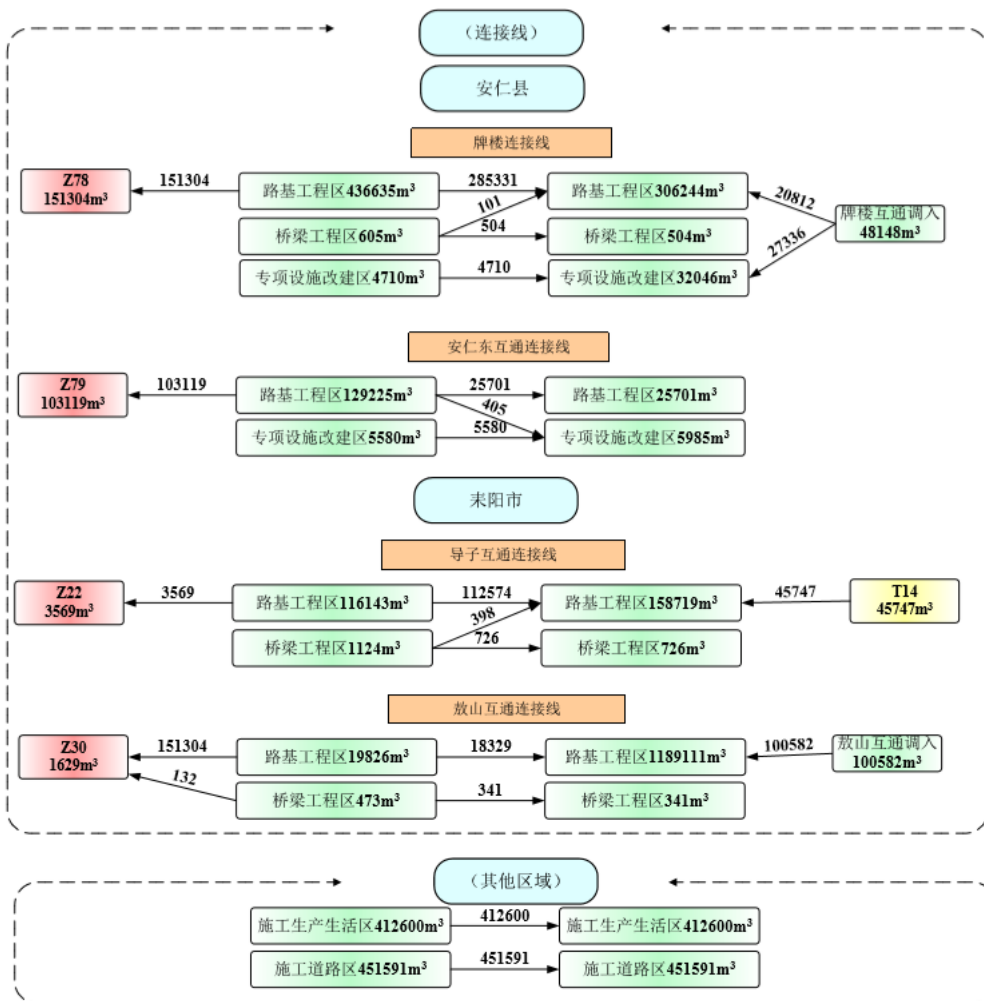 （连接线）
安仁县
牌楼连接线
Z78
151304m³
151304
路基工程区436635m³
285331
路基工程区306244m³
20812
牌楼互通调入
48148m³
101
桥梁工程区605m³
504
桥梁工程区504m³
27336
专项设施改建区4710m³
4710
专项设施改建区32046m³
安仁东互通连接线
Z79
103119m³
103119
路基工程区129225m³
25701
路基工程区25701m³
405
专项设施改建区5580m³
5580
专项设施改建区5985m³
耒阳市
导子互通连接线
Z22
3569m³
3569
路基工程区116143m³
112574
路基工程区158719m³
45747
T14
45747m³
398
桥梁工程区1124m³
726
桥梁工程区726m³
敖山互通连接线
Z30
1629m³
151304
路基工程区19826m³
18329
路基工程区1189111m³
100582
敖山互通调入
100582m³
132
桥梁工程区473m³
341
桥梁工程区341m³
（其他区域）
施工生产生活区412600m³
412600
施工生产生活区412600m³
施工道路区451591m³
451591
施工道路区451591m³